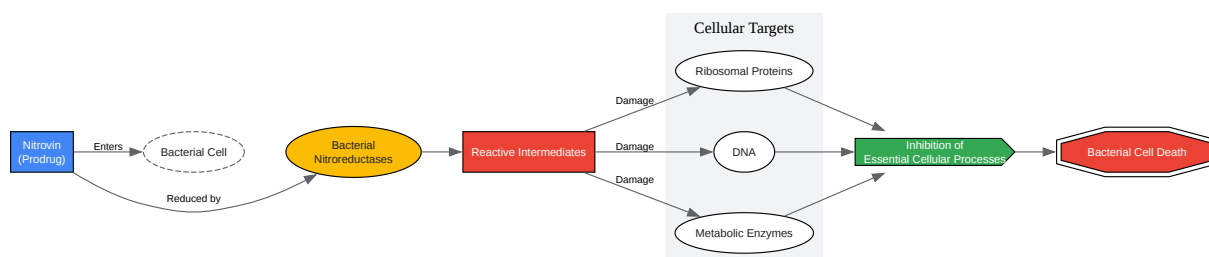 Cellular Targets
Nitrovin
(Prodrug)
Enters
Bacterial Cell
Reduced by
Bacterial
Nitroreductases
Reactive Intermediates
Damage
Damage
Damage
Ribosomal Proteins
DNA
Metabolic Enzymes
Inhibition of
Essential Cellular Processes
Bacterial Cell Death